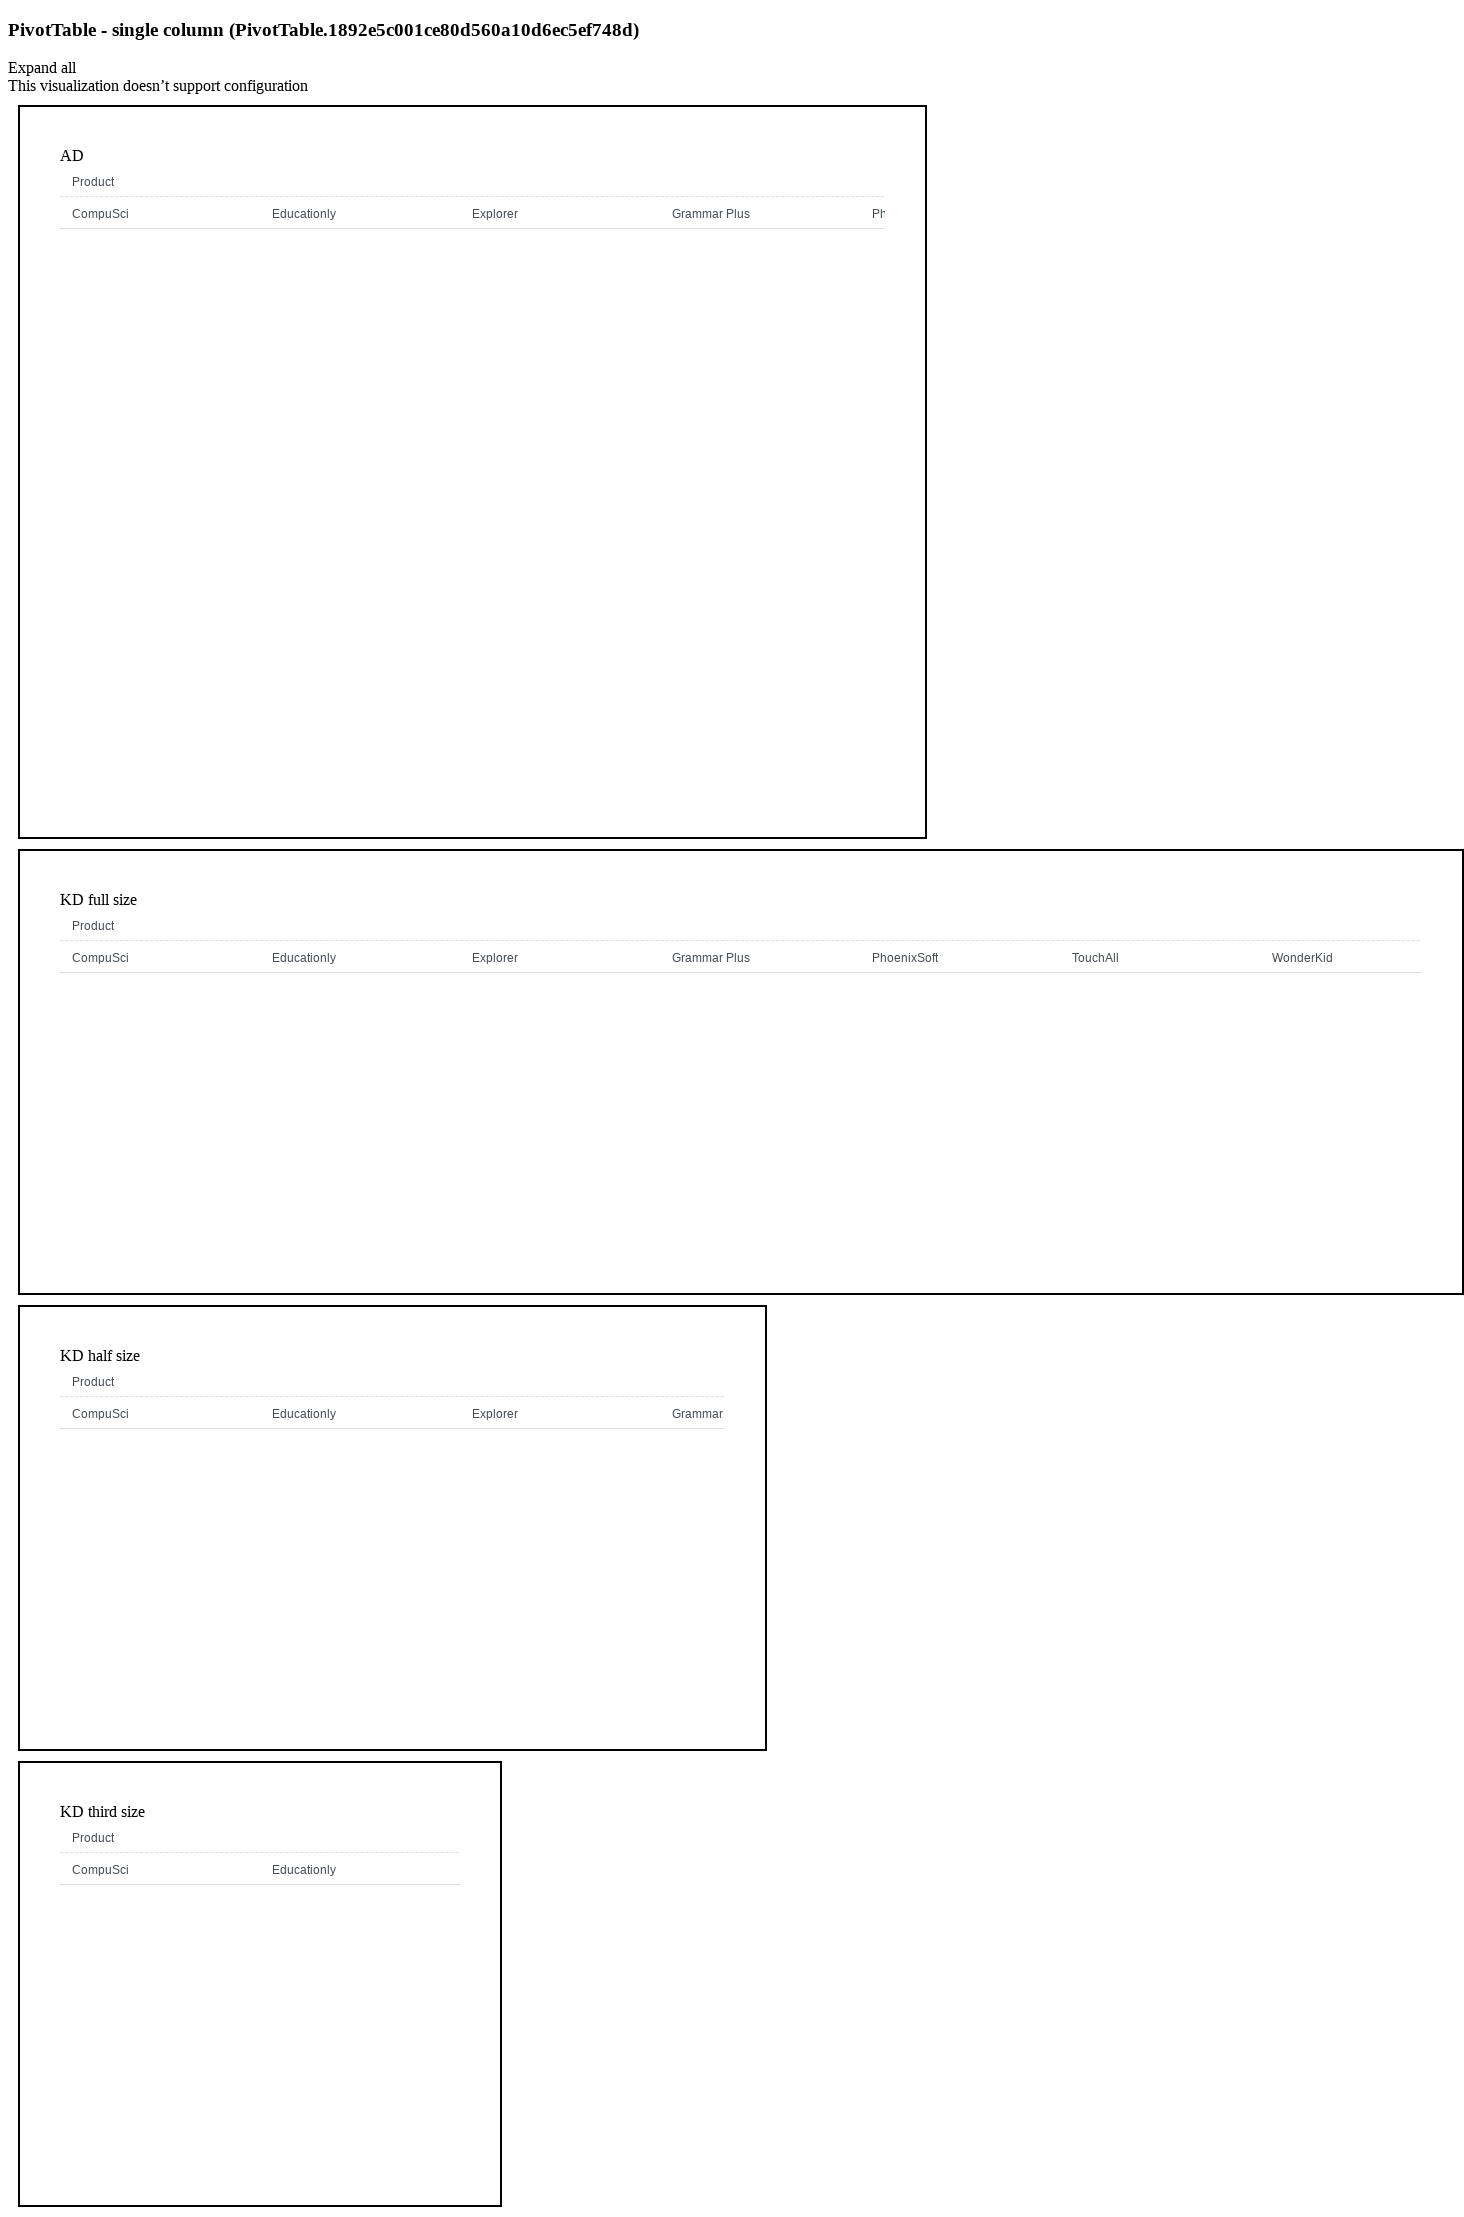 PivotTable - single column (PivotTable.1892e5c001ce80d560a10d6ec5ef748d)
Expand all
This visualization doesn’t support configuration
AD
Product
CompuSci Educationly Explorer Grammar Plus Ph
KD full size
Product
CompuSci Educationly Explorer Grammar Plus PhoenixSoft TouchAll WonderKid
KD half size
Product
CompuSci Educationly Explorer Grammar
KD third size
Product
CompuSci Educationly